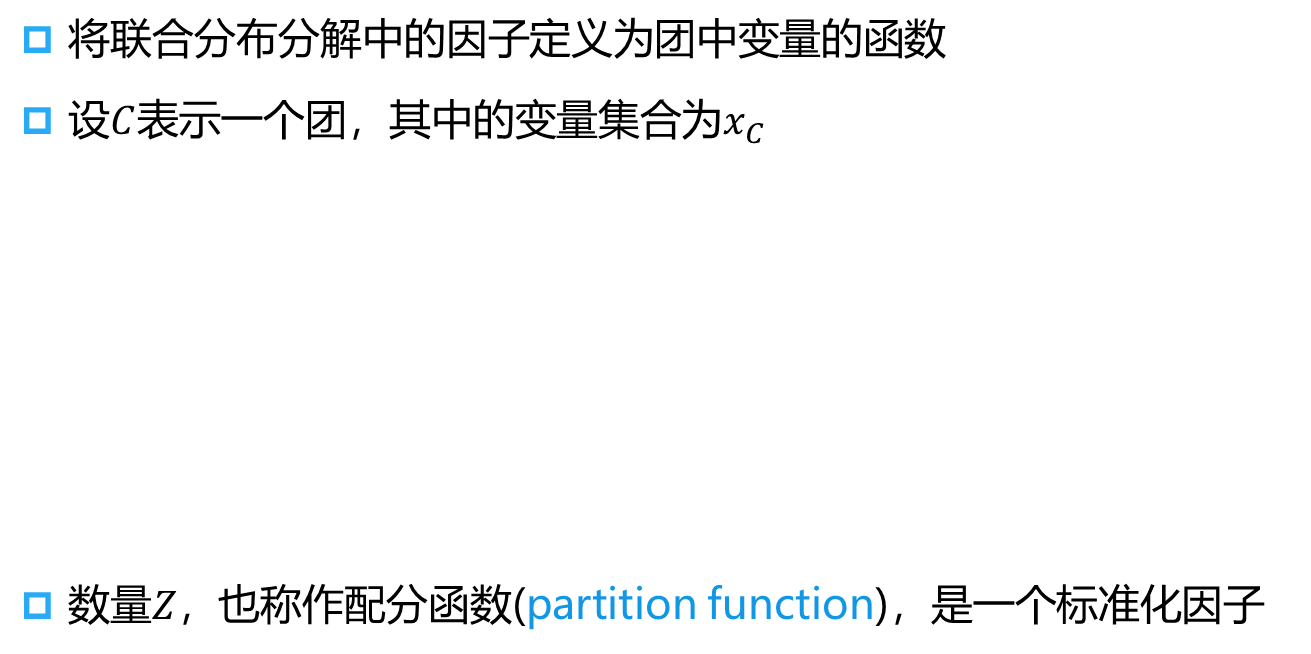 将联合分布分解中的因子定义为团中变量的函数
设C表示一个团，其中的变量集合为x_C
数量Z，也称作配分函数(partition function)，是一个标准化因子